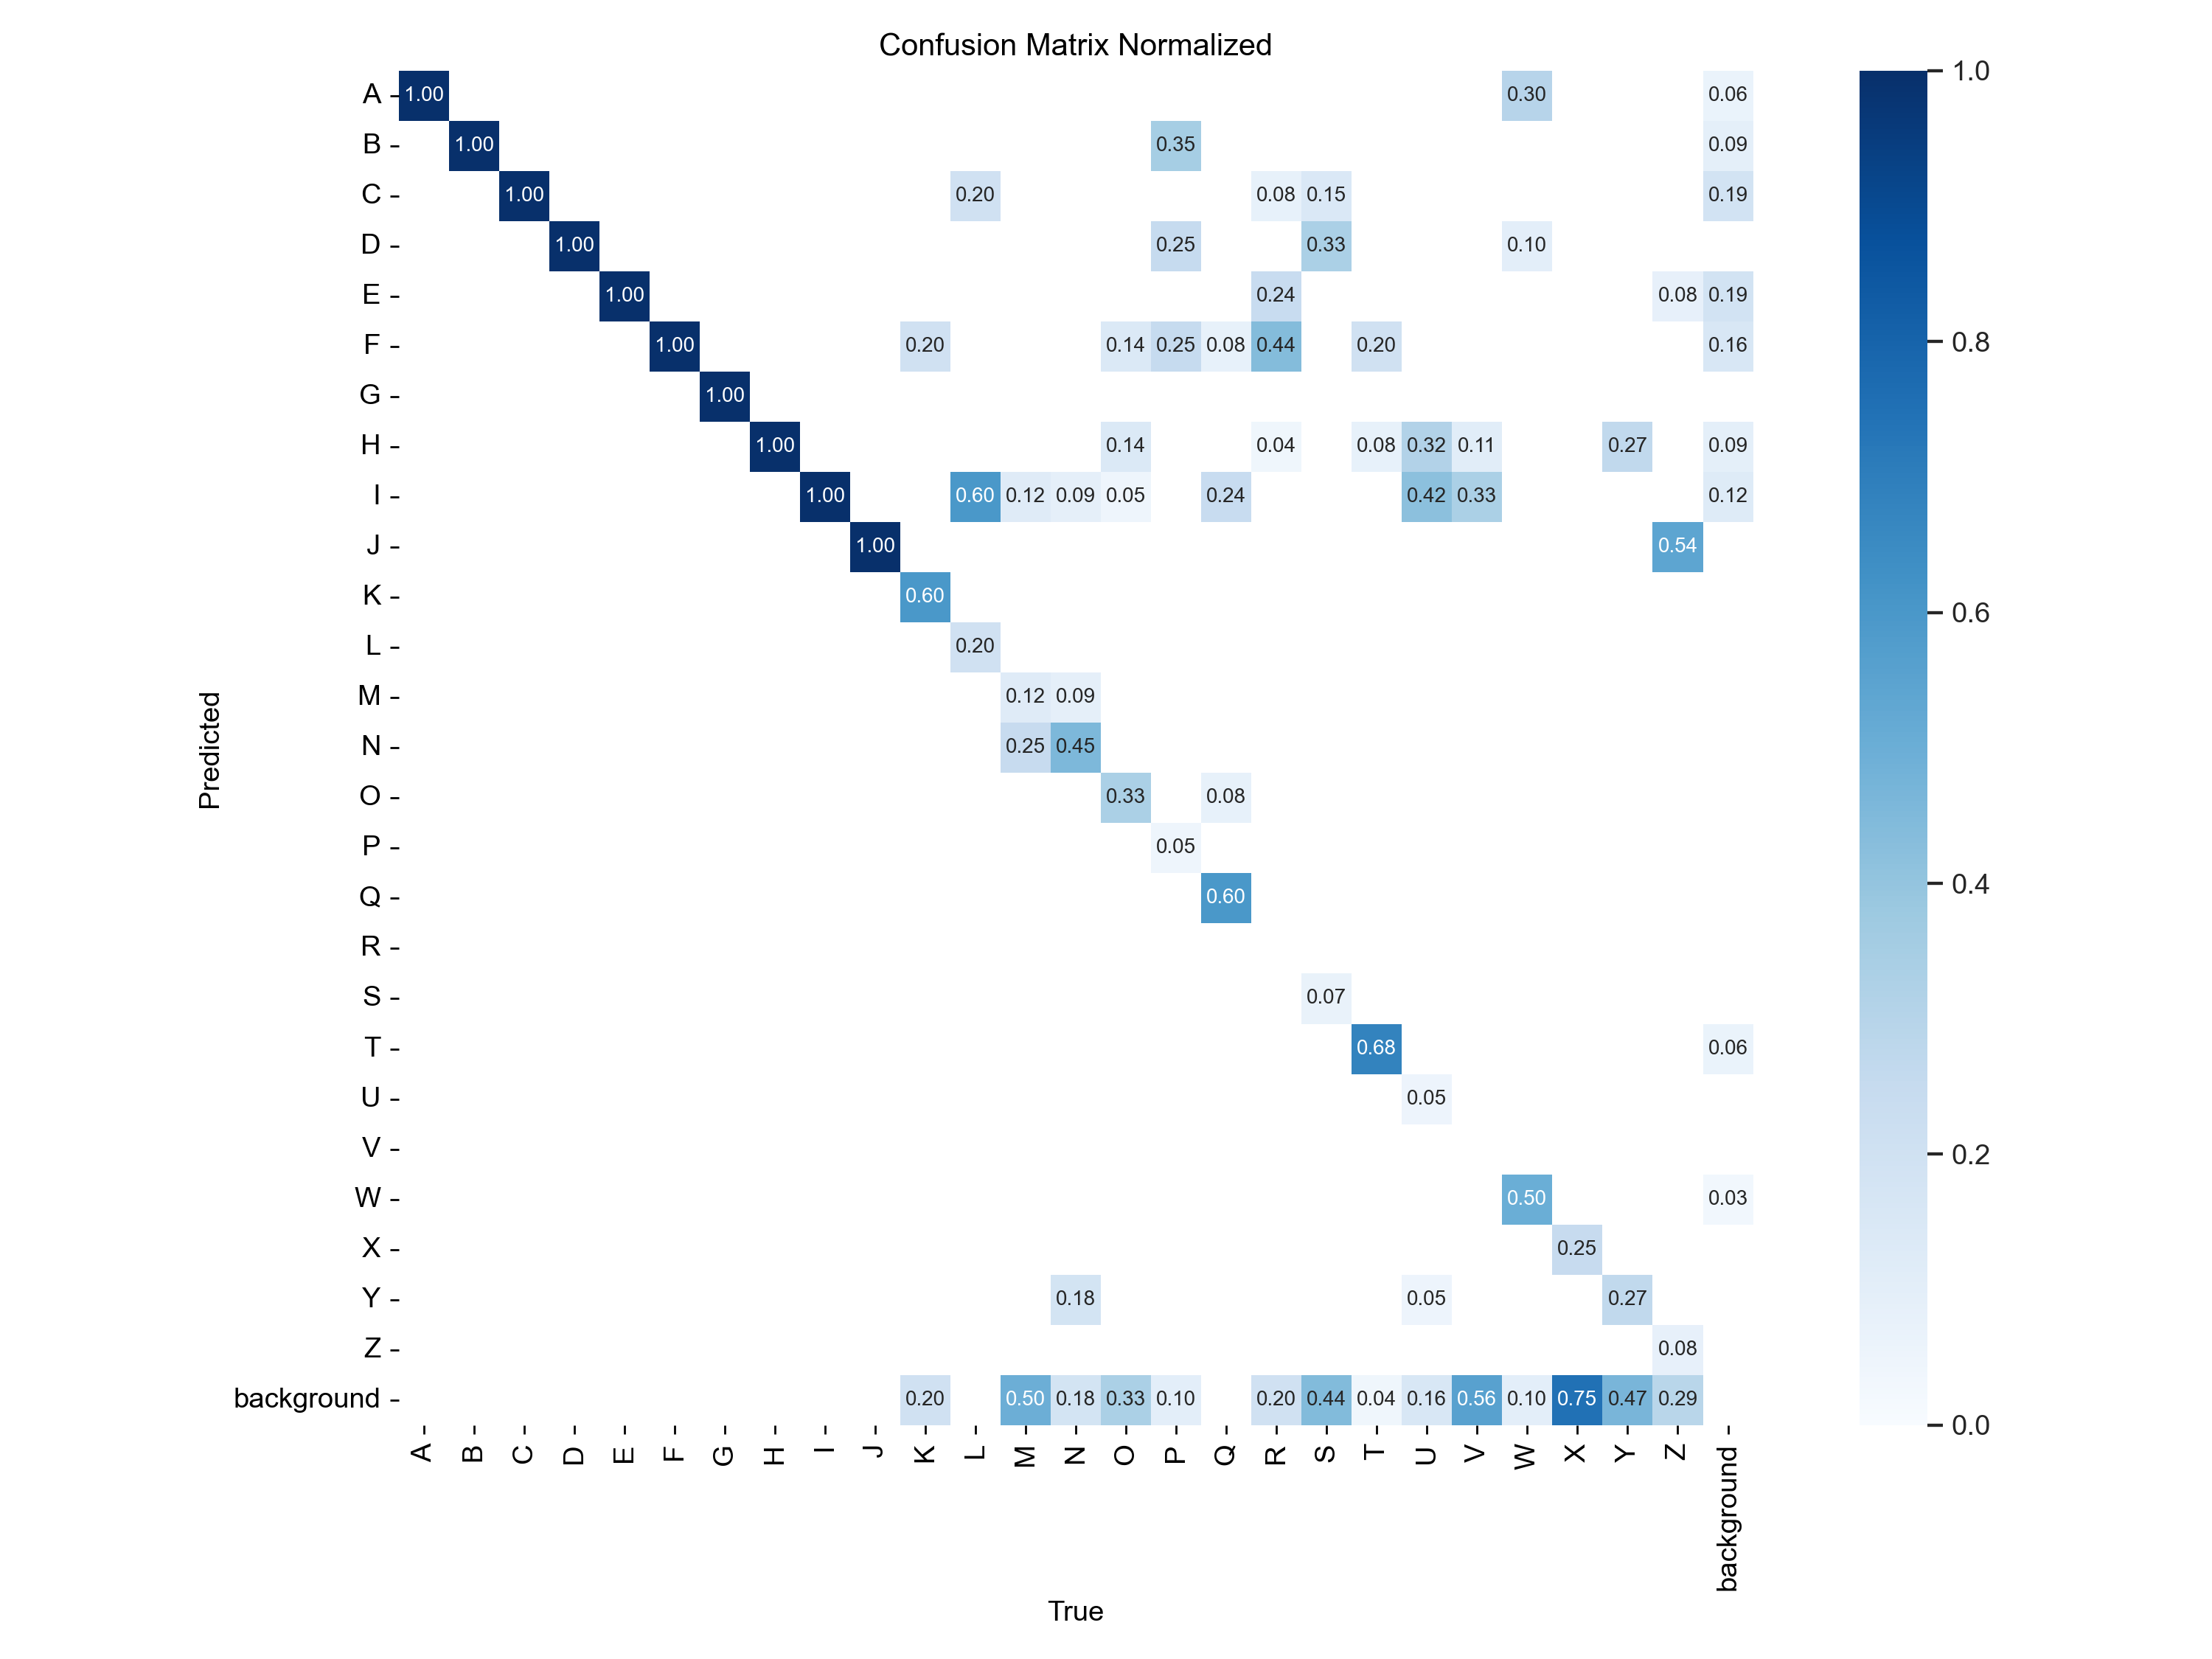 Confusion Matrix Normalized
A 1.00 0.30 0.06 1.0
B 1.00 0.35 0.09
C 1.00 0.20 0.08 0.15 0.19
D 1.00 0.25 0.33 0.10
E 1.00 0.24 0.08 0.19
F 1.00 0.20 0.14 0.25 0.08 0.44 0.20 0.16 0.8
G 1.00
H 1.00 0.14 0.04 0.08 0.32 0.11 0.27 0.09
I 1.00 0.60 0.12 0.09 0.05 0.24 0.42 0.33 0.12
J 1.00 0.54
K 0.60 0.6
L 0.20
M 0.12 0.09
Predicted
N 0.25 0.45
O 0.33 0.08
P 0.05
Q 0.60 0.4
R
S 0.07
T 0.68 0.06
U 0.05
V 0.2
W 0.50 0.03
X 0.25
Y 0.18 0.05 0.27
Z 0.08
background 0.20 0.50 0.18 0.33 0.10 0.20 0.44 0.04 0.16 0.56 0.10 0.75 0.47 0.29 0.0
A B C D E F G H I J K L M N O P Q R S T U V W X Y Z background
True